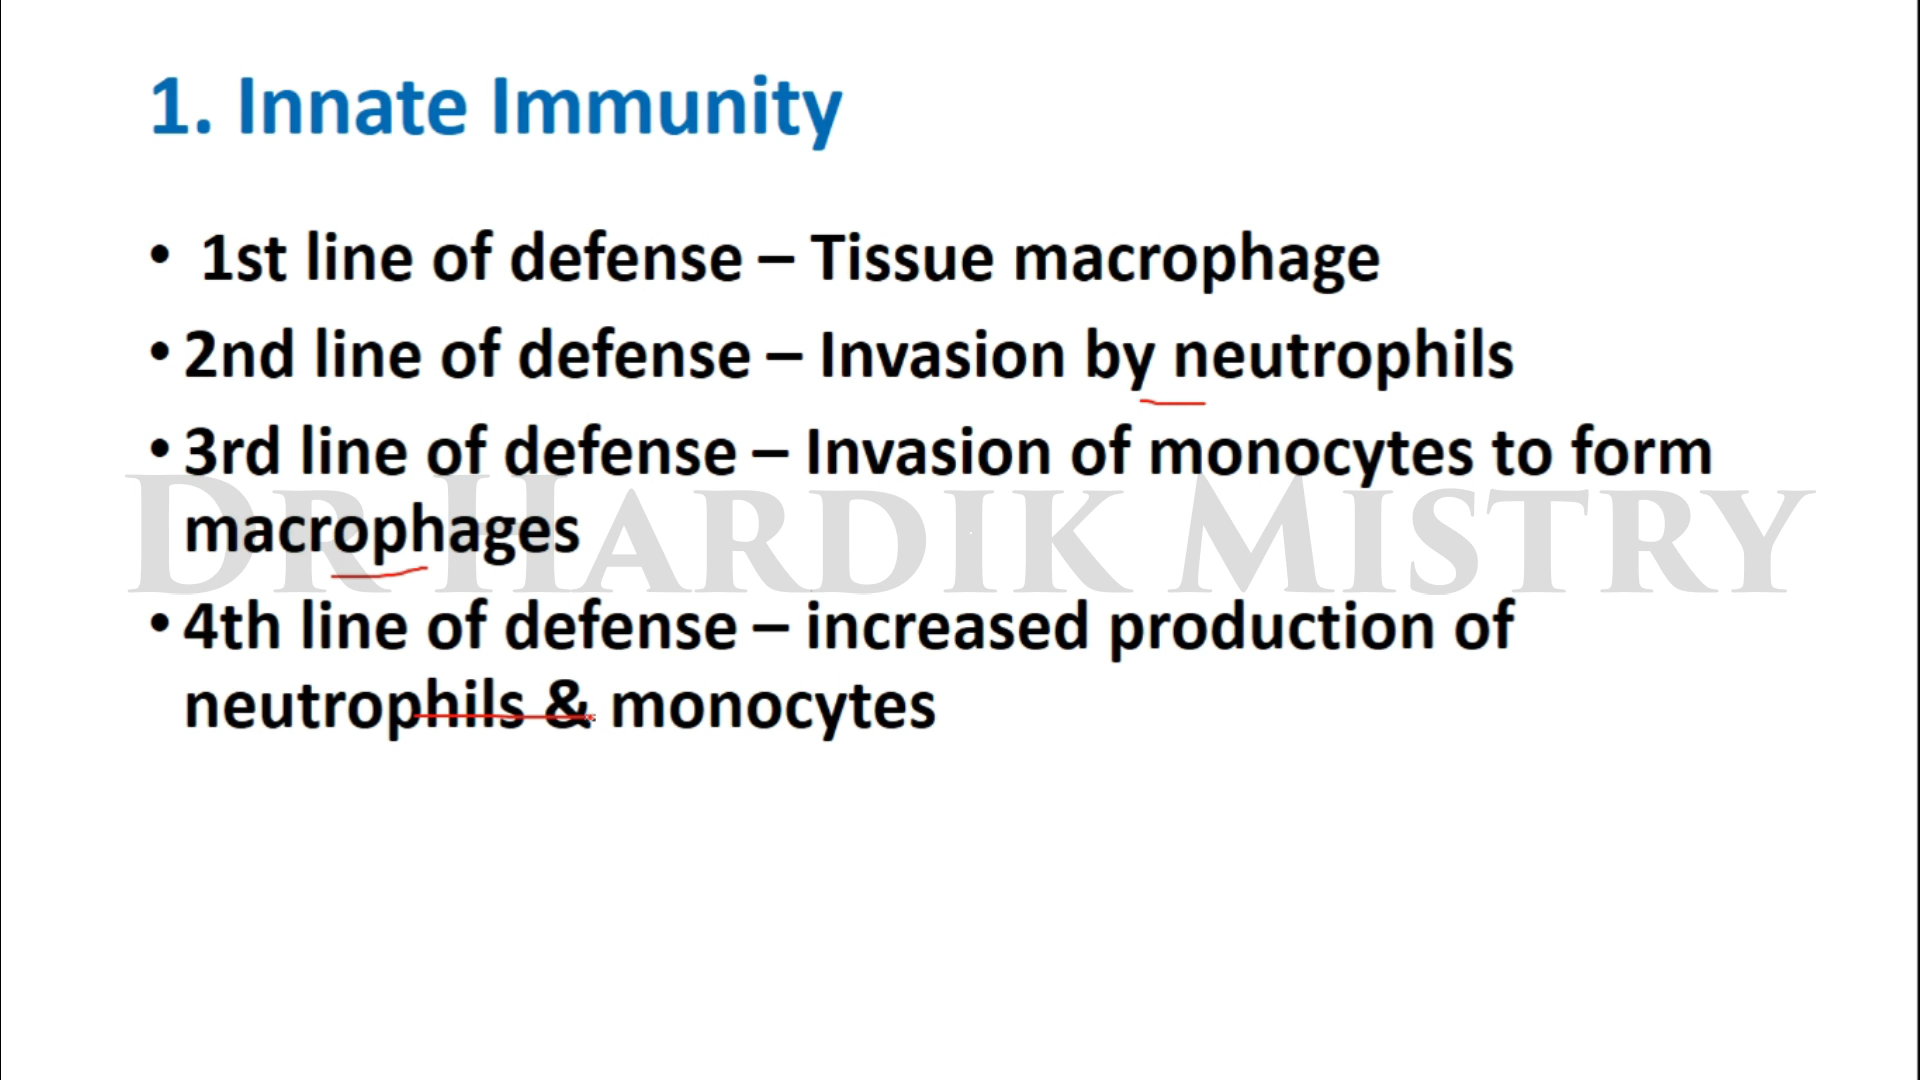 1. Innate Immunity
• 1st line of defense – Tissue macrophage
• 2nd line of defense – Invasion by neutrophils
• 3rd line of defense – Invasion of monocytes to form
macrophages
DR HARDIK MISTRY
• 4th line of defense – increased production of
neutrophils & monocytes